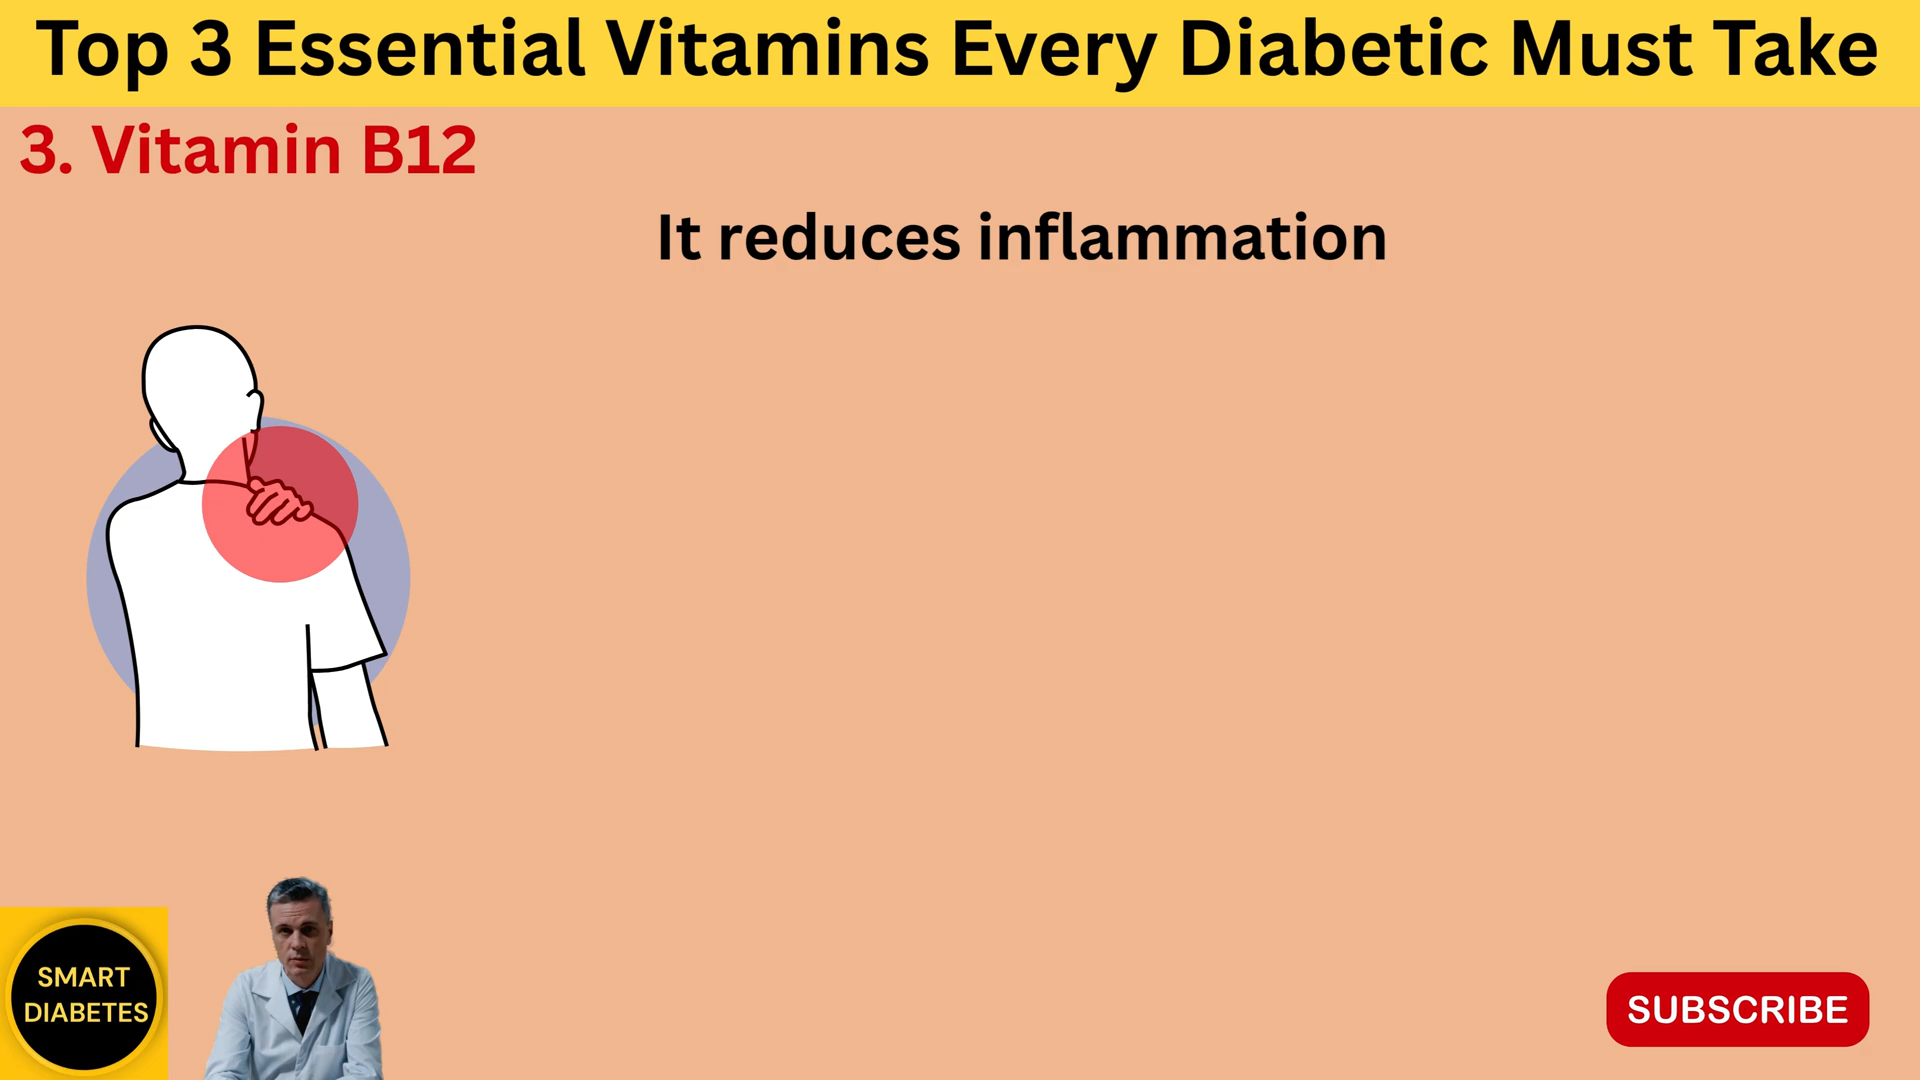 Top 3 Essential Vitamins Every Diabetic Must Take
3. Vitamin B12
It reduces inflammation
SMART
DIABETES
SUBSCRIBE